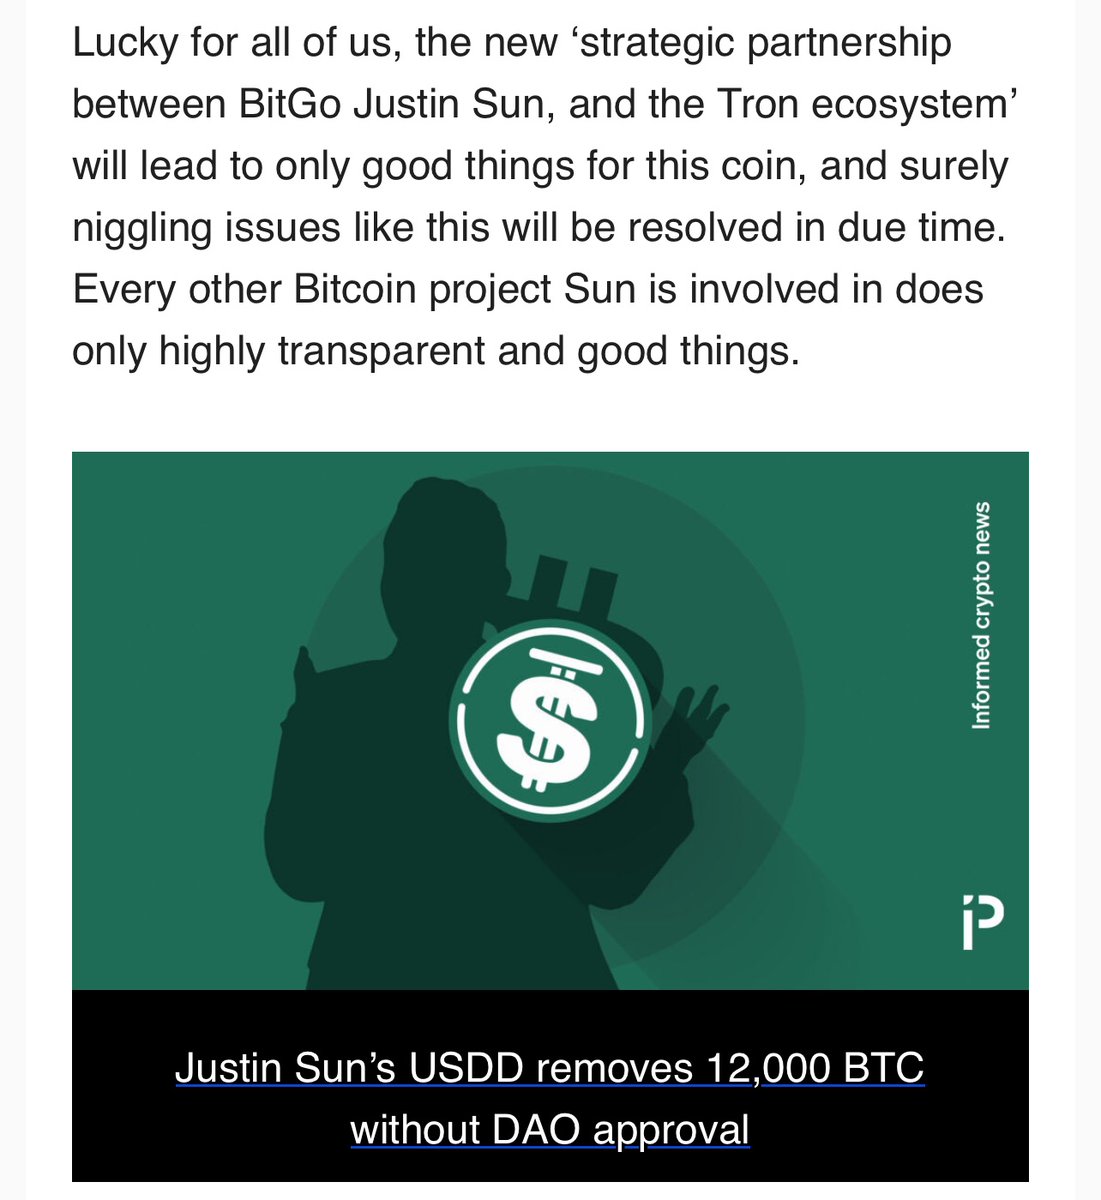 Lucky for all of us, the new ‘strategic partnership
between BitGo Justin Sun, and the Tron ecosystem’
will lead to only good things for this coin, and surely
niggling issues like this will be resolved in due time.
Every other Bitcoin project Sun is involved in does
only highly transparent and good things.
Informed crypto news
Justin Sun’s USDD removes 12,000 BTC
without DAO approval